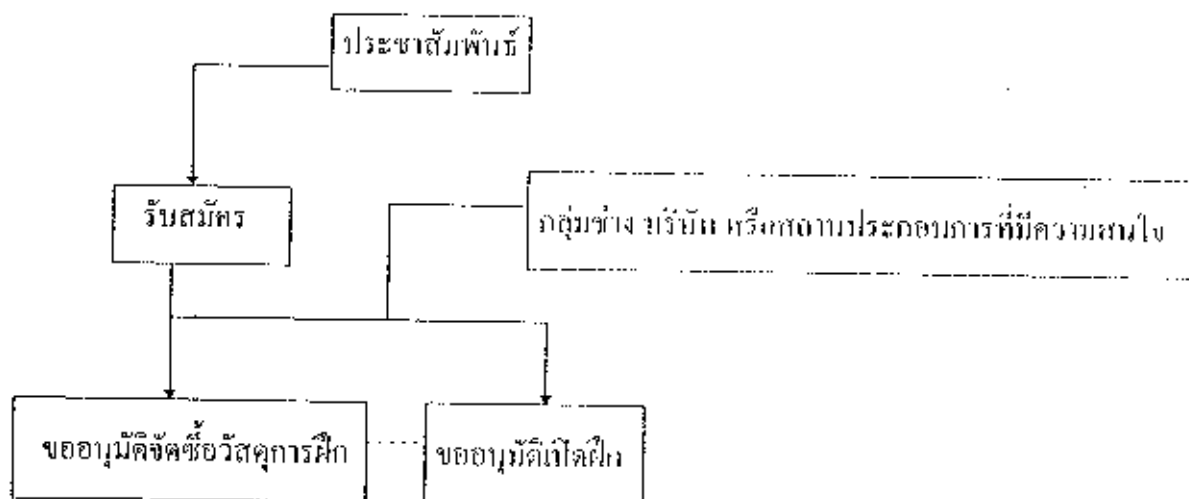 ประชาสัมพันธ์
รับสมัคร
กลุ่มช่าง บริษัท หรือสถานประกอบการที่มีความสนใจ
ขออนุมัติจัดซื้อวัสดุการฝึก
ขออนุมัติเปิดฝึก